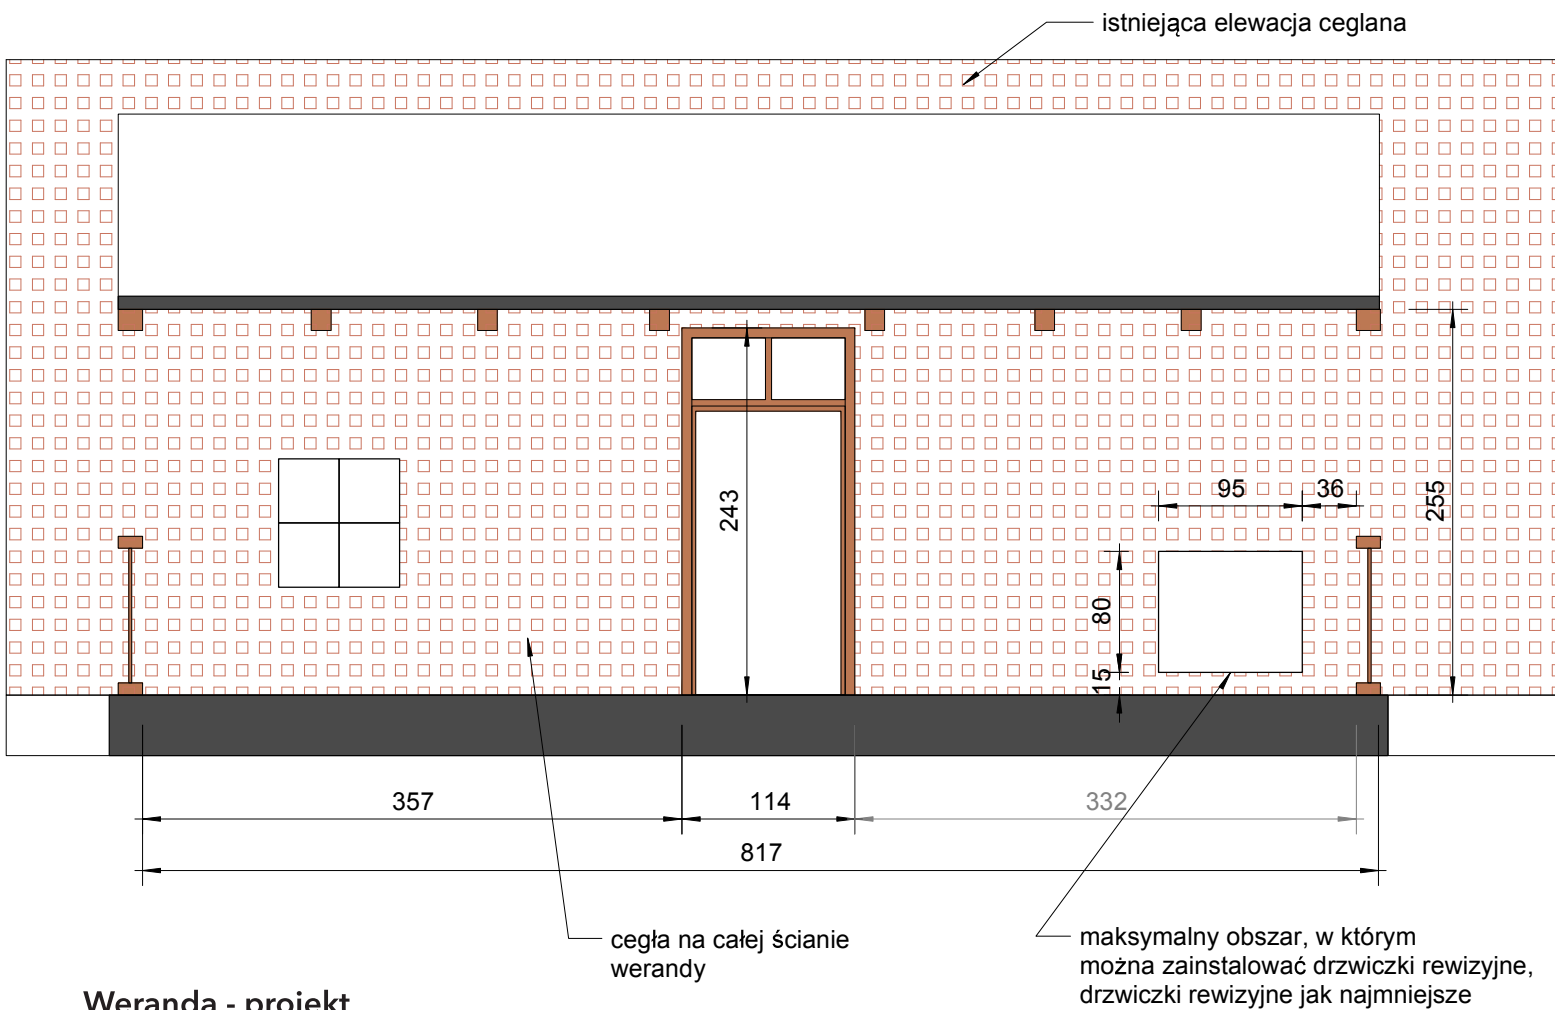 istniejąca elewacja ceglana
243
95
36
255
80
15
357
114
332
817
cegła na całej ścianie
werandy
maksymalny obszar, w którym
można zainstalować drzwiczki rewizyjne,
drzwiczki rewizyjne jak najmniejsze
Weranda - projekt